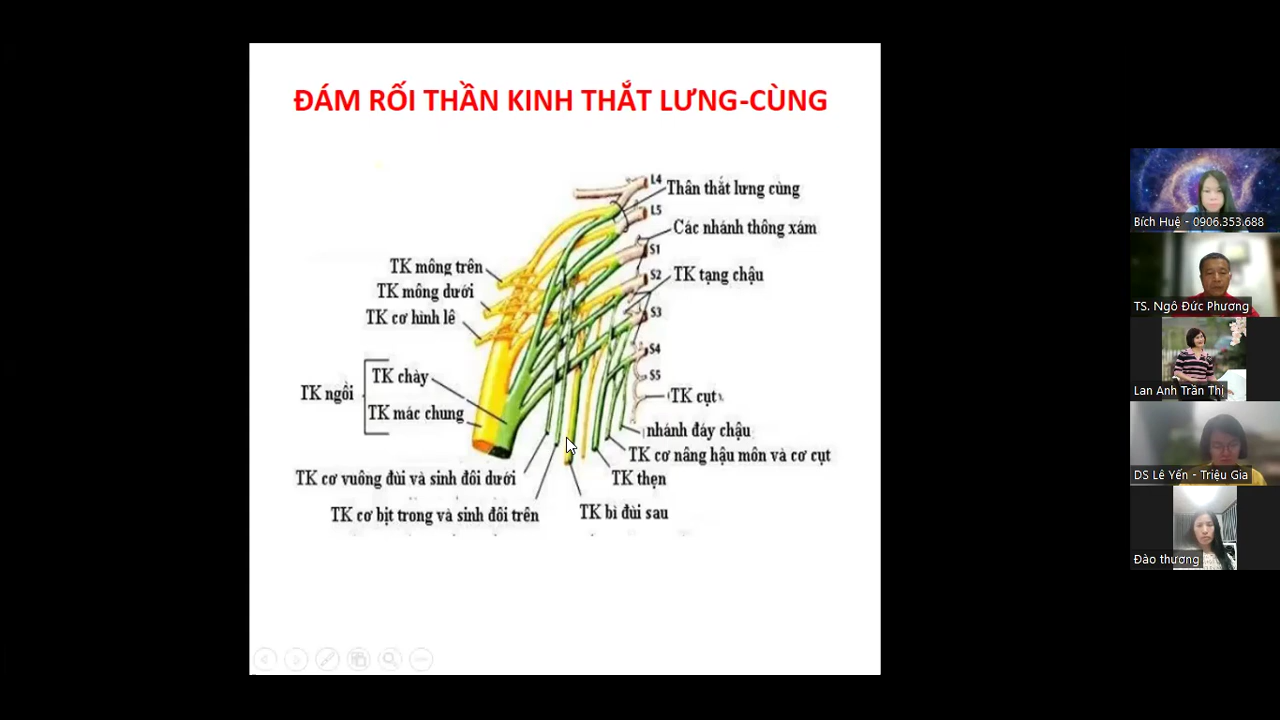 ĐÁM RỐI THẦN KINH THẮT LƯNG-CÙNG
L4
Thân thắt lưng cùng
L5
Các nhánh thông xám
S1
S2
TK tạng chậu
TK mông trên
TK mông dưới
TK cơ hình lê
S3
S4
S5
TK ngồi
TK chày
TK mác chung
TK cụt
nhánh đáy chậu
TK cơ nâng hậu môn và cơ cụt
TK cơ vuông đùi và sinh đôi dưới
TK thẹn
TK cơ bịt trong và sinh đôi trên
TK bì đùi sau
Bích Huệ - 0906.353.688
TS. Ngô Đức Phương
Lan Anh Trần Thị
DS Lê Yến - Triệu Gia
Đào thương